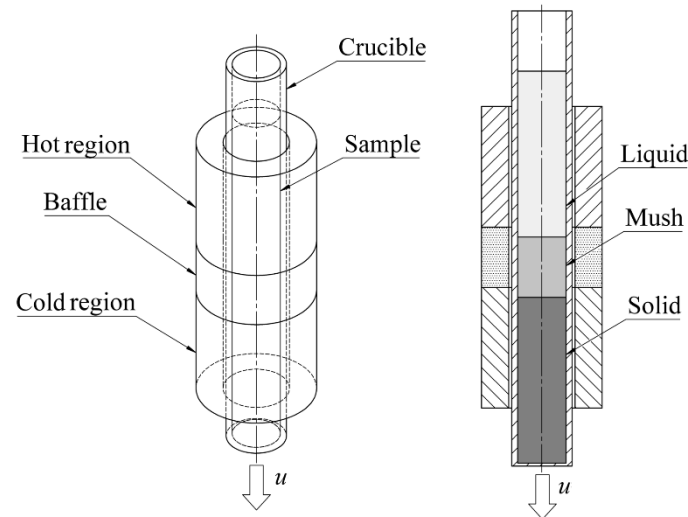 Crucible
Hot region
Sample
Baffle
Cold region
u
Liquid
Mush
Solid
u